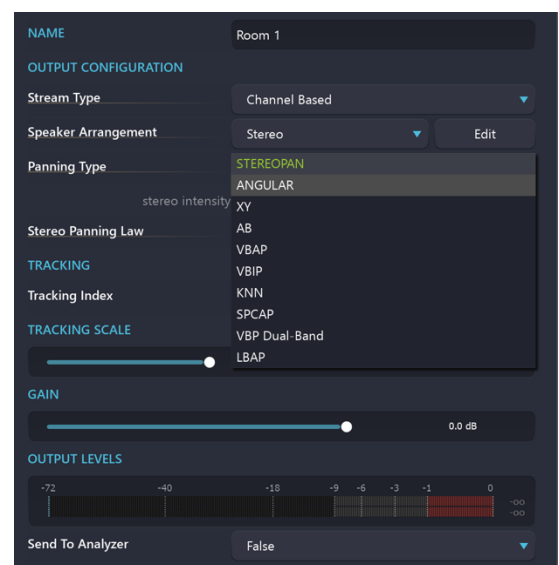 NAME Room 1
OUTPUT CONFIGURATION
Stream Type Channel Based
Speaker Arrangement Stereo Edit
Panning Type STEREOPAN
ANGULAR
stereo intensity XY
Stereo Panning Law AB
VBAP
TRACKING VBIP
Tracking Index KNN
SPCAP
TRACKING SCALE VBP Dual-Band
LBAP
GAIN
0.0 dB
OUTPUT LEVELS
-72 -40 -18 -9 -6 -3 -1 0
-oo
-oo
Send To Analyzer False